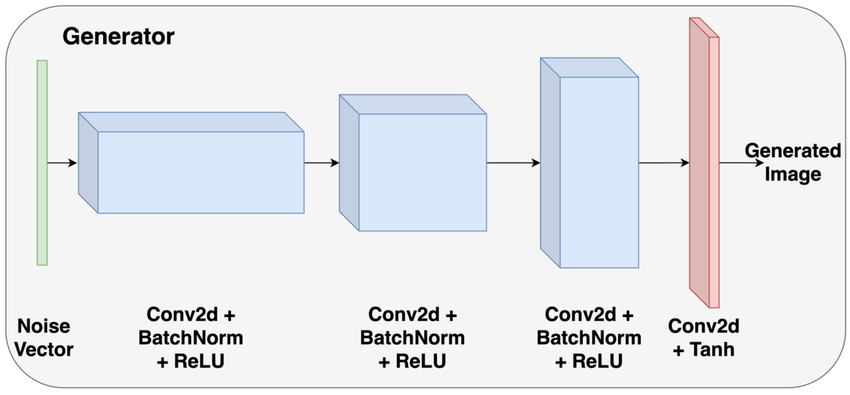 Generator
Generated
Image
Noise
Vector
Conv2d +
BatchNorm
+ ReLU
Conv2d +
BatchNorm
+ ReLU
Conv2d +
BatchNorm
+ ReLU
Conv2d
+ Tanh